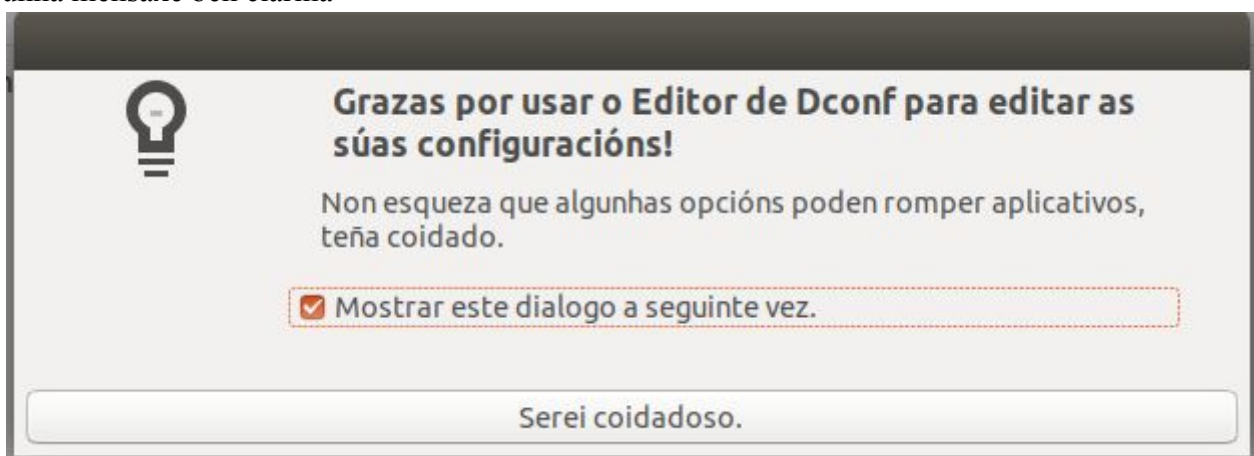 Grazas por usar o Editor de Dconf para editar as
súas configuracións!
Non esqueza que algunhas opcións poden romper aplicativos,
teña coidado.
Mostrar este dialogo a seguinte vez.
Serei coidadoso.